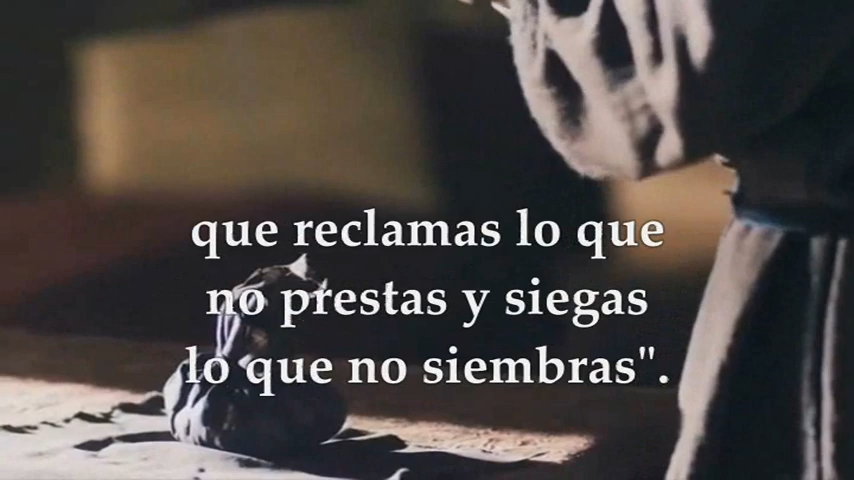 que reclamas lo que
no prestas y siegas
lo que no siembras".